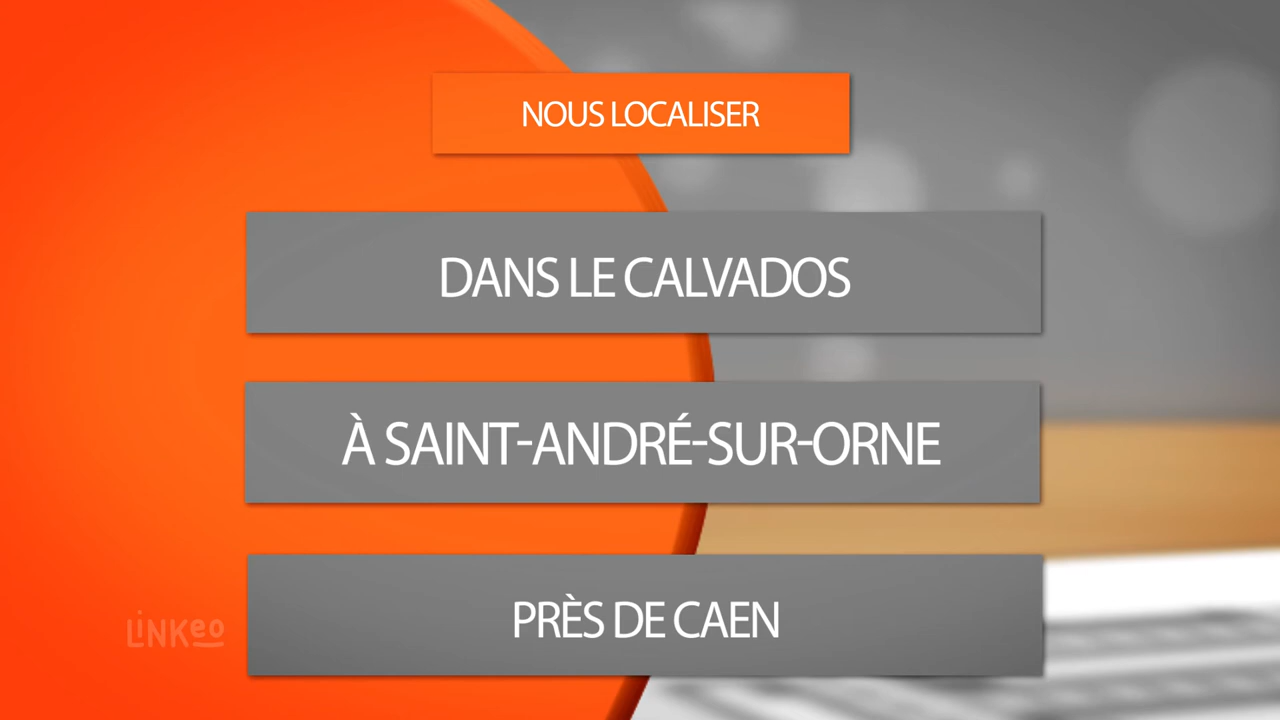 NOUS LOCALISER
DANS LE CALVADOS
À SAINT-ANDRÉ-SUR-ORNE
PRÈS DE CAEN
LiNKeo